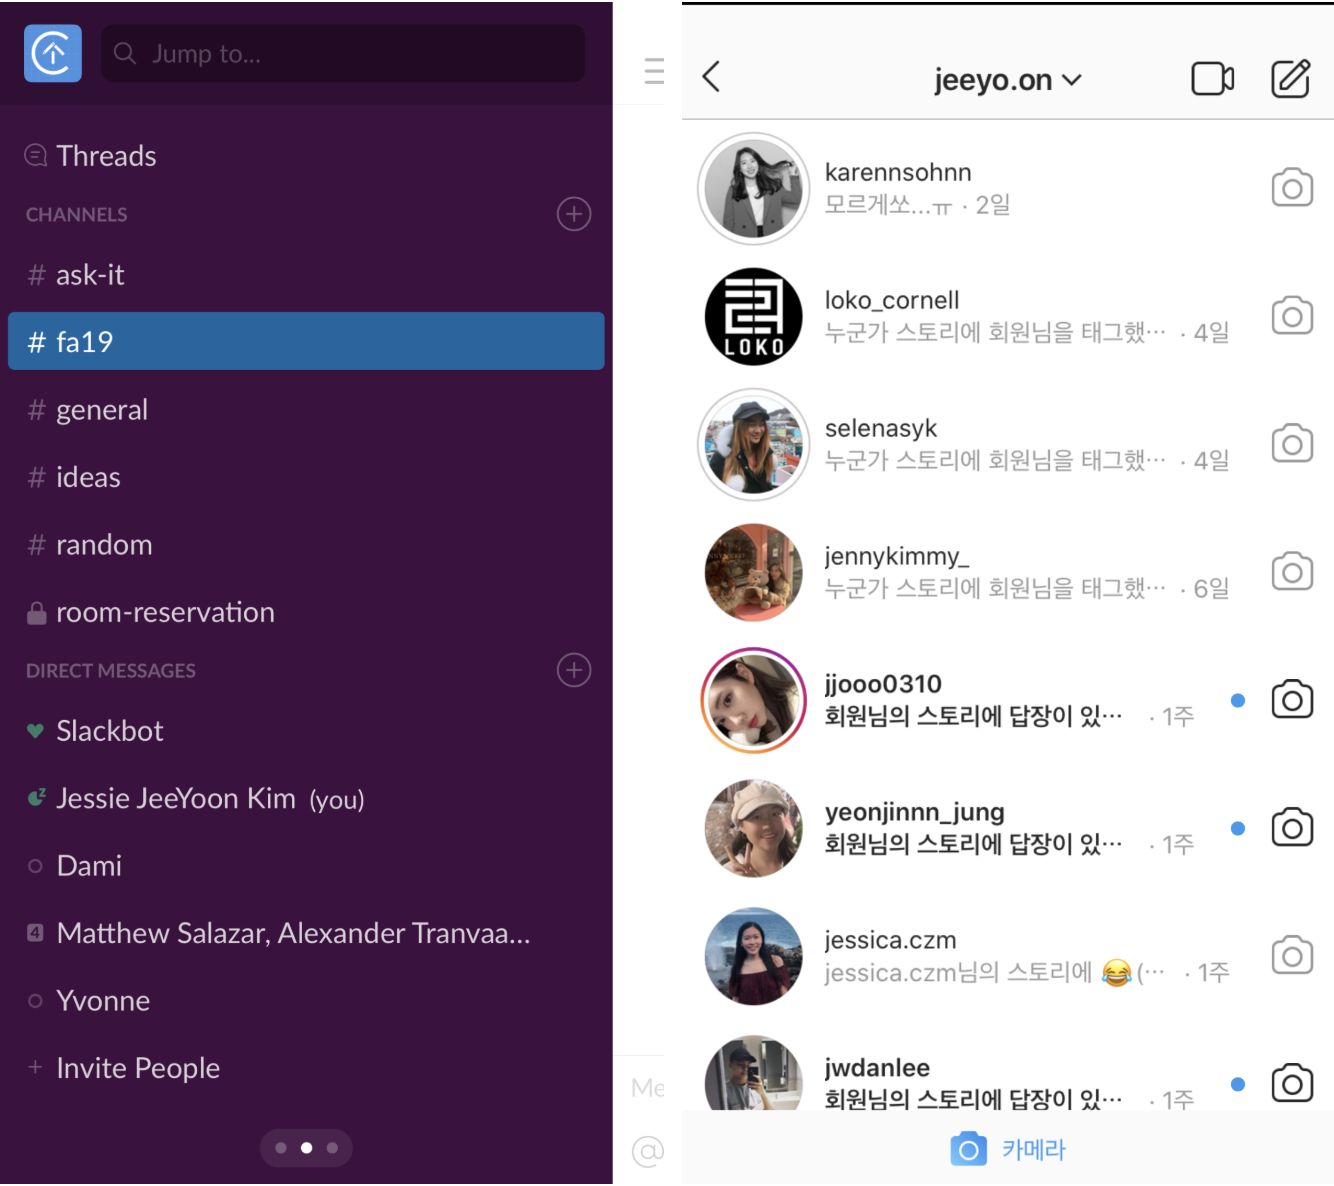 Jump to...
Threads
CHANNELS
# ask-it
# fa19
# general
# ideas
# random
room-reservation
DIRECT MESSAGES
Slackbot
Jessie JeeYoon Kim (you)
Dami
4 Matthew Salazar, Alexander Tranvaa...
Yvonne
+ Invite People
Me
@
jeeyo.on
karennsohnn
모르게쏘...ㅠ · 2일
LOKO
loko_cornell
누군가 스토리에 회원님을 태그했… · 4일
selenasyk
누군가 스토리에 회원님을 태그했… · 4일
jennykimmy_
누군가 스토리에 회원님을 태그했… · 6일
jjooo0310
회원님의 스토리에 답장이 있… · 1주
yeonjinnn_jung
회원님의 스토리에 답장이 있… · 1주
jessica.czm
jessica.czm님의 스토리에 😂(… · 1주
jwdanlee
회원님의 스토리에 답장이 있… · 1주
카메라